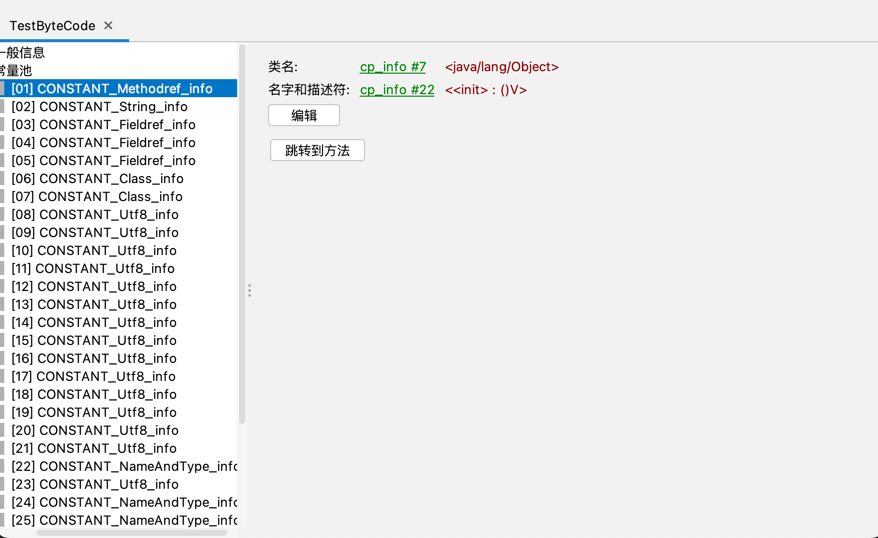 TestByteCode ×
一般信息
常量池
[01] CONSTANT_Methodref_info
[02] CONSTANT_String_info
[03] CONSTANT_Fieldref_info
[04] CONSTANT_Fieldref_info
[05] CONSTANT_Fieldref_info
[06] CONSTANT_Class_info
[07] CONSTANT_Class_info
[08] CONSTANT_Utf8_info
[09] CONSTANT_Utf8_info
[10] CONSTANT_Utf8_info
[11] CONSTANT_Utf8_info
[12] CONSTANT_Utf8_info
[13] CONSTANT_Utf8_info
[14] CONSTANT_Utf8_info
[15] CONSTANT_Utf8_info
[16] CONSTANT_Utf8_info
[17] CONSTANT_Utf8_info
[18] CONSTANT_Utf8_info
[19] CONSTANT_Utf8_info
[20] CONSTANT_Utf8_info
[21] CONSTANT_Utf8_info
[22] CONSTANT_NameAndType_info
[23] CONSTANT_Utf8_info
[24] CONSTANT_NameAndType_info
[25] CONSTANT_NameAndType_info
类名: cp_info #7 <java/lang/Object>
名字和描述符: cp_info #22 <<init> : ()V>
编辑
跳转到方法